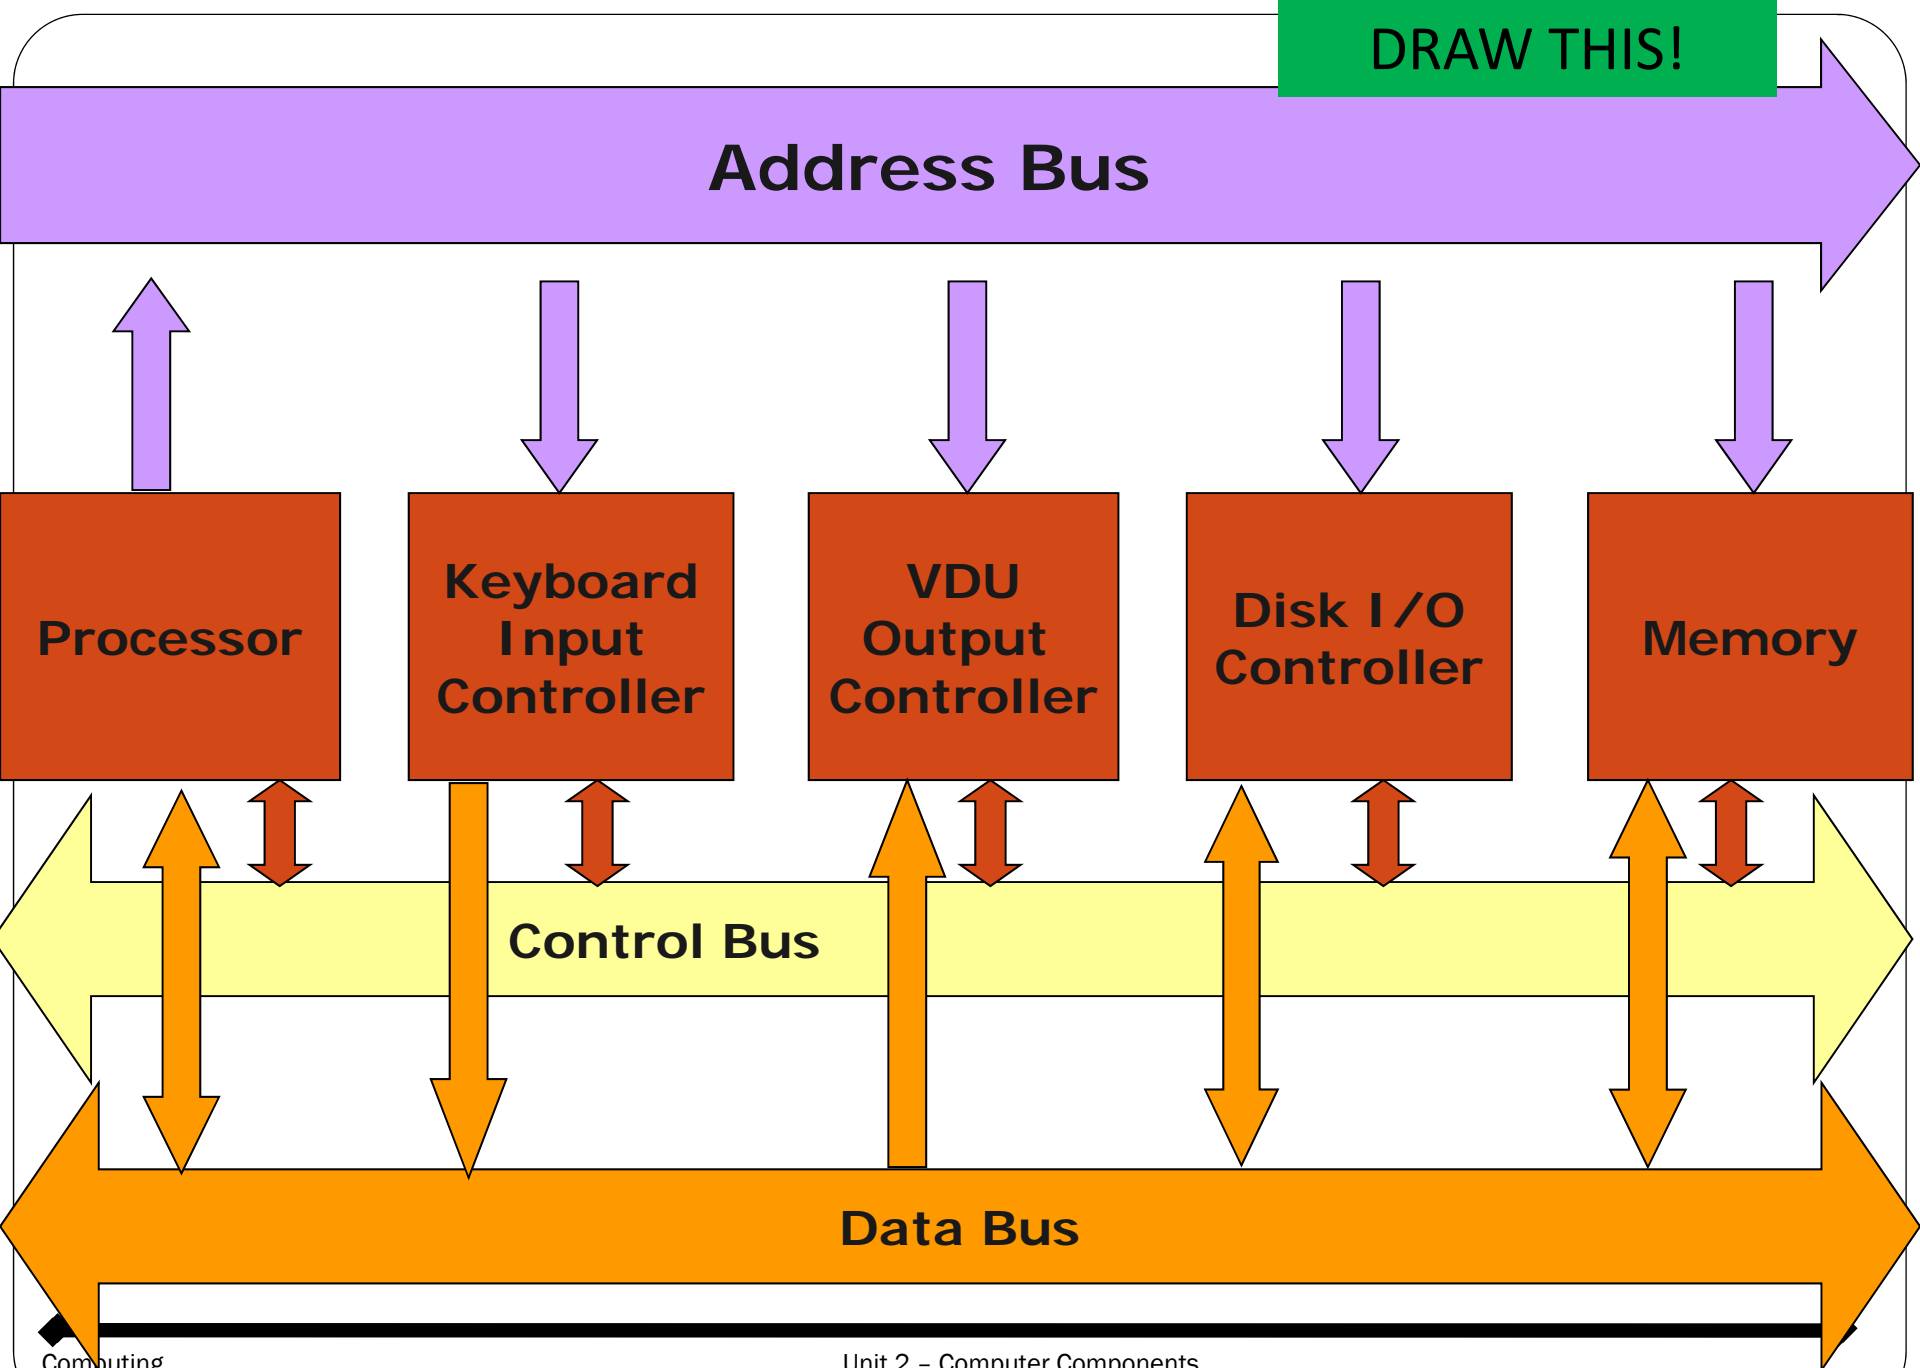 DRAW THIS!
Address Bus
Processor
Keyboard
Input
Controller
VDU
Output
Controller
Disk I/O
Controller
Memory
Control Bus
Data Bus
Computing
Unit 2 – Computer Components